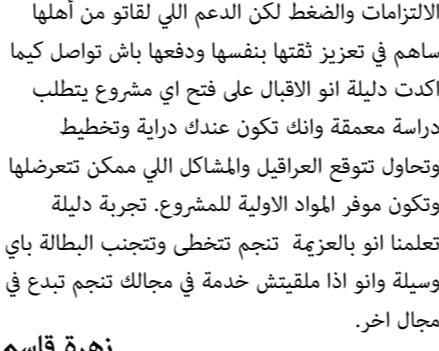 الالتزامات والضغط لكن الدعم اللي لقاتو من أهلها
ساهم في تعزيز ثقتها بنفسها ودفعها باش تواصل كيما
اكدت دليلة انو الاقبال على فتح اي مشروع يتطلب
دراسة معمقة وانك تكون عندك دراية وتخطيط
وتحاول تتوقع العراقيل والمشاكل اللي ممكن تتعرضلها
وتكون موفر المواد الاولية للمشروع. تجربة دليلة
تعلمنا انو بالعزيمة تنجم تتخطى وتتجنب البطالة باي
وسيلة وانو اذا ملقيتش خدمة في مجالك تنجم تبدع في
مجال اخر.
زهرة قاسم